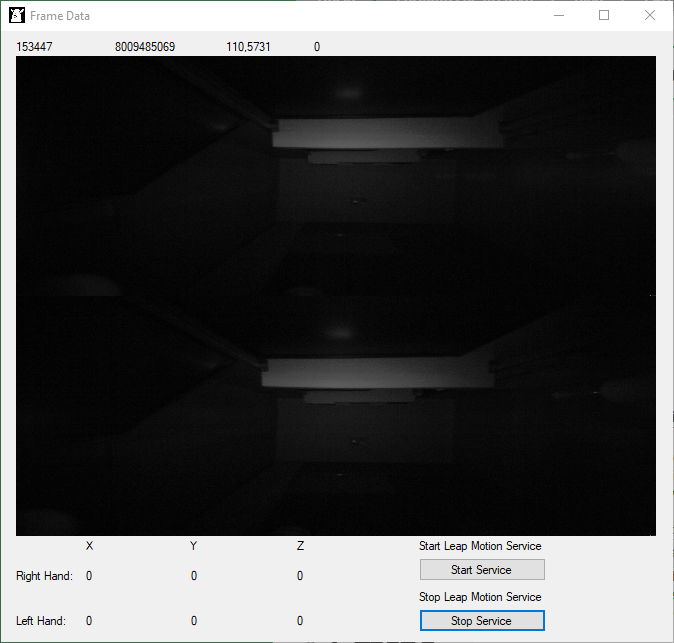 Frame Data
153447 8009485069 110,5731 0
X Y Z Start Leap Motion Service
Right Hand: 0 0 0 Start Service
Stop Leap Motion Service
Left Hand: 0 0 0 Stop Service